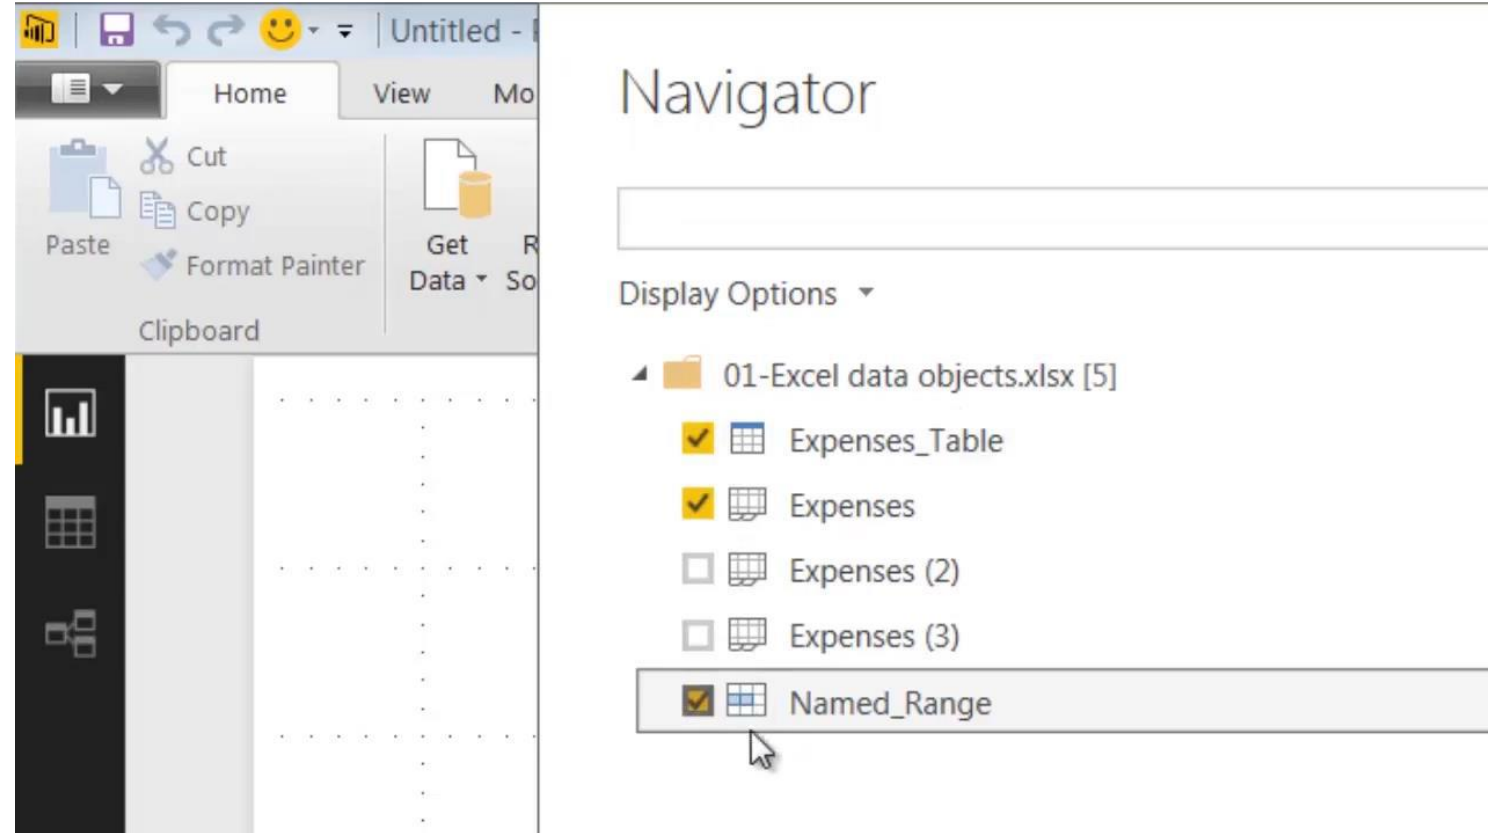 Untitled -
Home View Mo
Cut
Copy
Format Painter
Paste
Clipboard
Get
Data
So
Navigator
Display Options
01-Excel data objects.xlsx [5]
Expenses_Table
Expenses
Expenses (2)
Expenses (3)
Named_Range